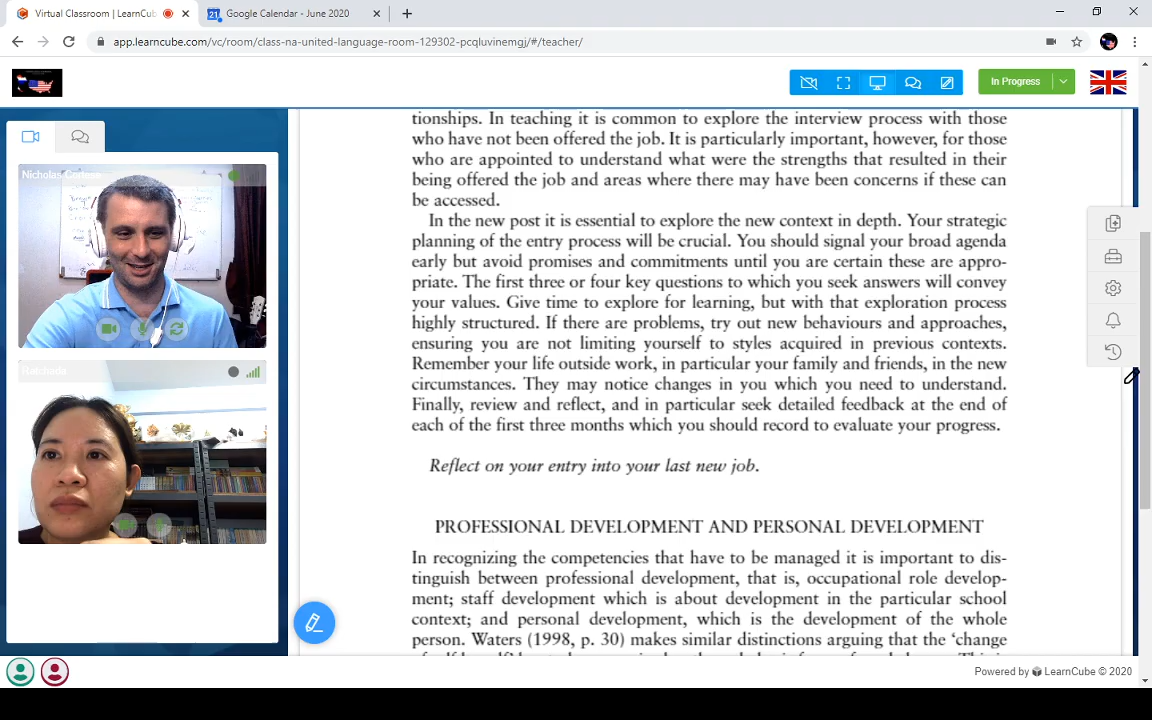 Virtual Classroom | LearnCub
Google Calendar - June 2020
app.learncube.com/vc/room/class-na-united-language-room-129302-pcqluvinemgj/#/teacher/
In Progress
Nicholas
Ratchada
tionships. In teaching it is common to explore the interview process with those
who have not been offered the job. It is particularly important, however, for those
who are appointed to understand what were the strengths that resulted in their
being offered the job and areas where there may have been concerns if these can
be accessed.
In the new post it is essential to explore the new context in depth. Your strategic
planning of the entry process will be crucial. You should signal your broad agenda
early but avoid promises and commitments until you are certain these are appro-
priate. The first three or four key questions to which you seek answers will convey
your values. Give time to explore for learning, but with that exploration process
highly structured. If there are problems, try out new behaviours and approaches,
ensuring you are not limiting yourself to styles acquired in previous contexts.
Remember your life outside work, in particular your family and friends, in the new
circumstances. They may notice changes in you which you need to understand.
Finally, review and reflect, and in particular seek detailed feedback at the end of
each of the first three months which you should record to evaluate your progress.
Reflect on your entry into your last new job.
PROFESSIONAL DEVELOPMENT AND PERSONAL DEVELOPMENT
In recognizing the competencies that have to be managed it is important to dis-
tinguish between professional development, that is, occupational role develop-
ment; staff development which is about development in the particular school
context; and personal development, which is the development of the whole
person. Waters (1998, p. 30) makes similar distinctions arguing that the 'change
Powered by LearnCube © 2020